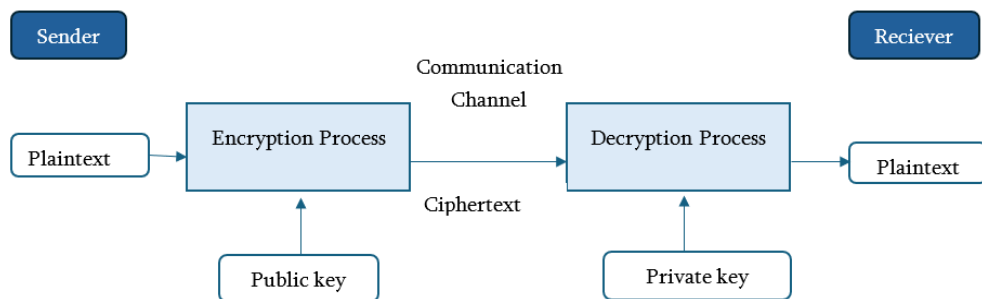 Sender
Reciever
Communication
Channel
Plaintext
Encryption Process
Decryption Process
Plaintext
Ciphertext
Public key
Private key